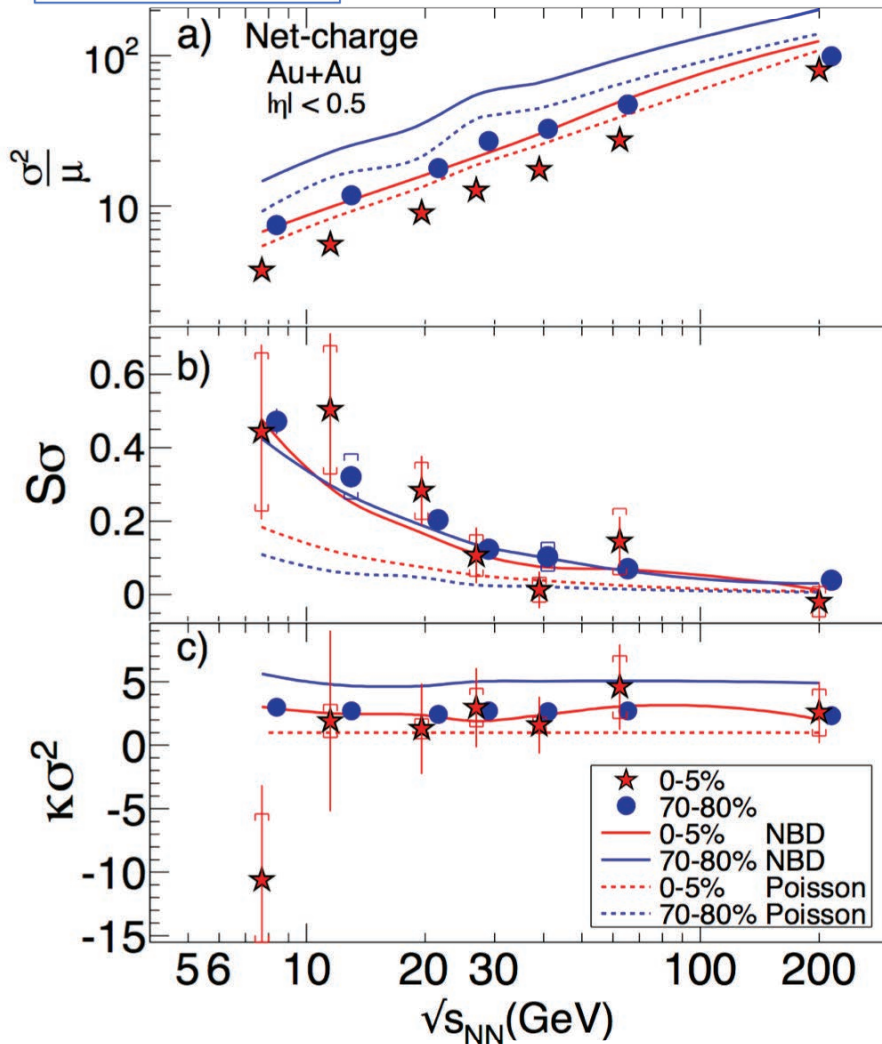 a) Net-charge
Au+Au
|η| < 0.5
10²
10
σ²/μ
b)
0.6
0.4
0.2
0
Sσ
c)
5
0
-5
-10
-15
κσ²
0-5%
70-80%
0-5% NBD
70-80% NBD
0-5% Poisson
70-80% Poisson
5 6 10 20 30 100 200
√sNN(GeV)